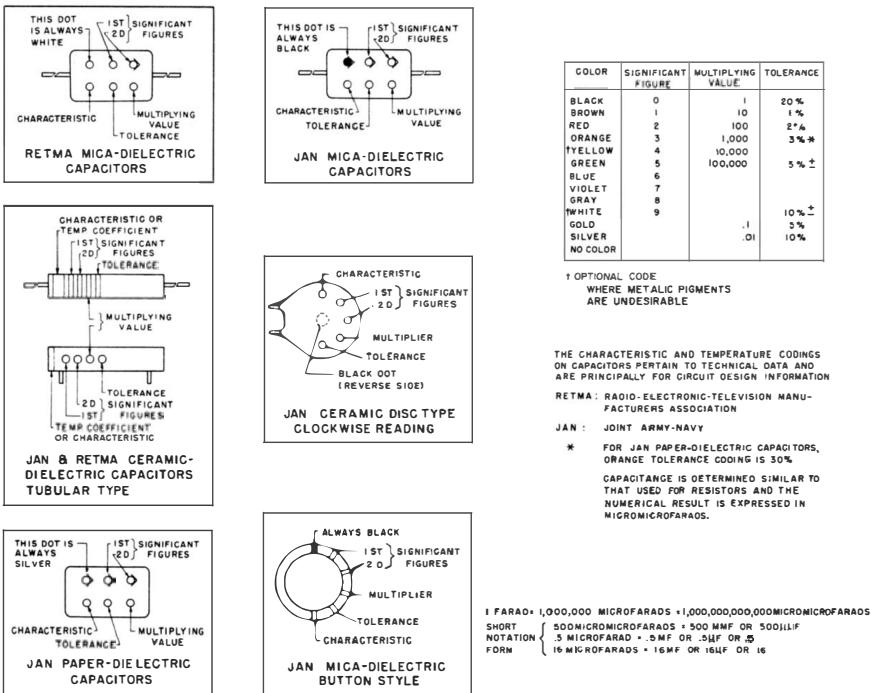 THIS DOT
IS ALWAYS
WHITE
1ST SIGNIFICANT
2D FIGURES
CHARACTERISTIC
MULTIPLYING
VALUE
TOLERANCE
RETMA MICA-DIELECTRIC
CAPACITORS
THIS DOT IS
ALWAYS
BLACK
1ST SIGNIFICANT
2D FIGURES
CHARACTERISTIC
TOLERANCE
MULTIPLYING
VALUE
JAN MICA-DIELECTRIC
CAPACITORS
COLOR SIGNIFICANT FIGURE MULTIPLYING VALUE TOLERANCE
BLACK 0 1 20%
BROWN 1 10 1%
RED 2 100 2%
ORANGE 3 1,000 3%*
†YELLOW 4 10,000
GREEN 5 100,000 5%±
BLUE 6
VIOLET 7
GRAY 8
†WHITE 9 10%±
GOLD .1 5%
SILVER .01 10%
NO COLOR
† OPTIONAL CODE
WHERE METALIC PIGMENTS
ARE UNDESIRABLE
CHARACTERISTIC OR
TEMP COEFFICIENT
1ST SIGNIFICANT
2D FIGURES
TOLERANCE
MULTIPLYING
VALUE
TOLERANCE
2D SIGNIFICANT
1ST FIGURES
TEMP COEFFICIENT
OR CHARACTERISTIC
JAN & RETMA CERAMIC-
DIELECTRIC CAPACITORS
TUBULAR TYPE
CHARACTERISTIC
1 ST SIGNIFICANT
2 D FIGURES
MULTIPLIER
TOLERANCE
BLACK DOT
(REVERSE SIDE)
JAN CERAMIC DISC TYPE
CLOCKWISE READING
THE CHARACTERISTIC AND TEMPERATURE CODINGS
ON CAPACITORS PERTAIN TO TECHNICAL DATA AND
ARE PRINCIPALLY FOR CIRCUIT DESIGN INFORMATION
RETMA: RADIO-ELECTRONIC-TELEVISION MANU-
FACTURERS ASSOCIATION
JAN: JOINT ARMY-NAVY
* FOR JAN PAPER-DIELECTRIC CAPACITORS,
ORANGE TOLERANCE CODING IS 30%
CAPACITANGE IS DETERMINED SIMILAR TO
THAT USED FOR RESISTORS AND THE
NUMERICAL RESULT IS EXPRESSED IN
MICROMICROFARADS.
THIS DOT IS
ALWAYS
SILVER
1ST SIGNIFICANT
2D FIGURES
CHARACTERISTIC
TOLERANCE
MULTIPLYING
VALUE
JAN PAPER-DIELECTRIC
CAPACITORS
ALWAYS BLACK
1ST SIGNIFICANT
2 D FIGURES
MULTIPLIER
TOLERANCE
CHARACTERISTIC
JAN MICA-DIELECTRIC
BUTTON STYLE
1 FARAD= 1,000,000 MICROFARADS =1,000,000,000,000MICROMICROFARADS
SHORT 500MICROMICROFARADS = 500 MMF OR 500µµF
NOTATION .5 MICROFARAD = .5MF OR .5µF OR .5
FORM 16 MICROFARADS = 16MF OR 16µF OR 16